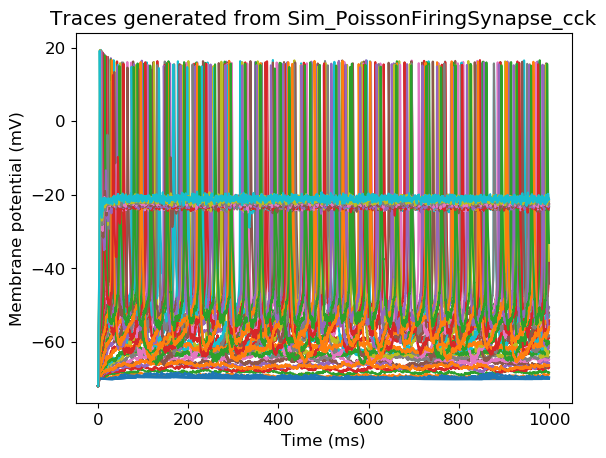 Traces generated from Sim_PoissonFiringSynapse_cck
Membrane potential (mV)
20
0
−20
−40
−60
0 200 400 600 800 1000
Time (ms)